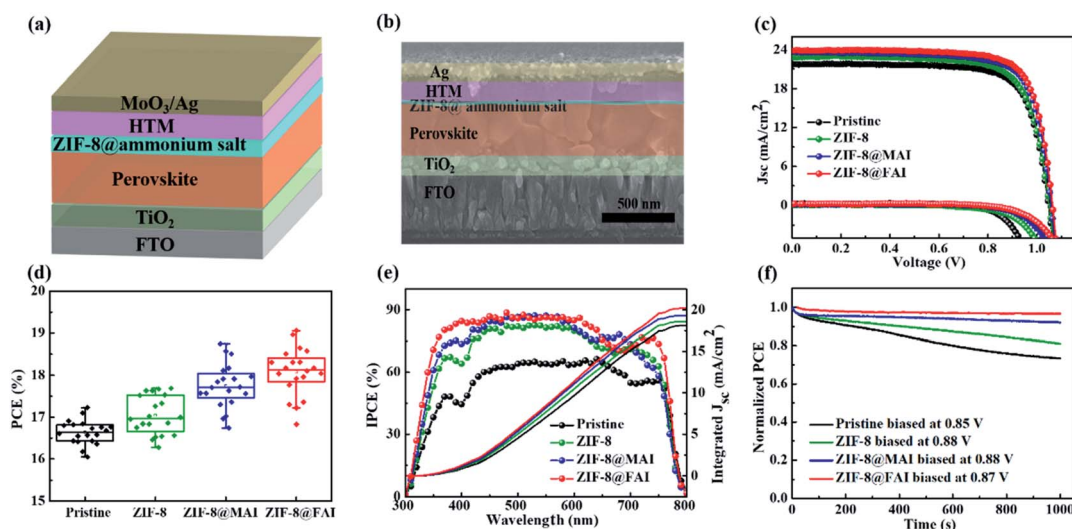 (a)
MoO3/Ag
HTM
ZIF-8@ammonium salt
Perovskite
TiO2
FTO
(b)
Ag
HTM
ZIF-8@ ammonium salt
Perovskite
TiO2
FTO
500 nm
(c)
24
18
12
6
0
Jsc (mA/cm2)
Pristine
ZIF-8
ZIF-8@MAI
ZIF-8@FAI
0.0 0.2 0.4 0.6 0.8 1.0
Voltage (V)
(d)
20
19
18
17
16
15
PCE (%)
Pristine ZIF-8 ZIF-8@MAI ZIF-8@FAI
(e)
90
60
30
0
IPCE (%)
20
15
10
5
0
Integrated Jsc (mA/cm2)
Pristine
ZIF-8
ZIF-8@MAI
ZIF-8@FAI
300 400 500 600 700 800
Wavelength (nm)
(f)
1.0
0.8
0.6
0.4
0.2
0.0
Normalized PCE
Pristine biased at 0.85 V
ZIF-8 biased at 0.88 V
ZIF-8@MAI biased at 0.88 V
ZIF-8@FAI biased at 0.87 V
0 200 400 600 800 1000
Time (s)